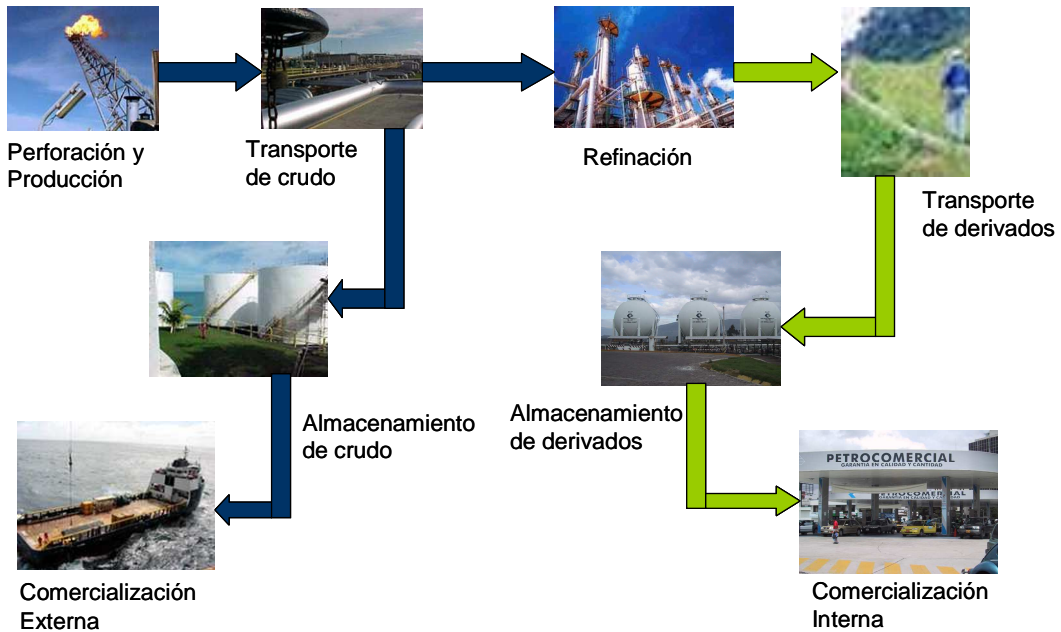 Perforación y
Producción
Transporte
de crudo
Refinación
Transporte
de derivados
Almacenamiento
de crudo
Almacenamiento
de derivados
PETROCOMERCIAL
GARANTIA EN CALIDAD Y CANTIDAD
Comercialización
Externa
Comercialización
Interna